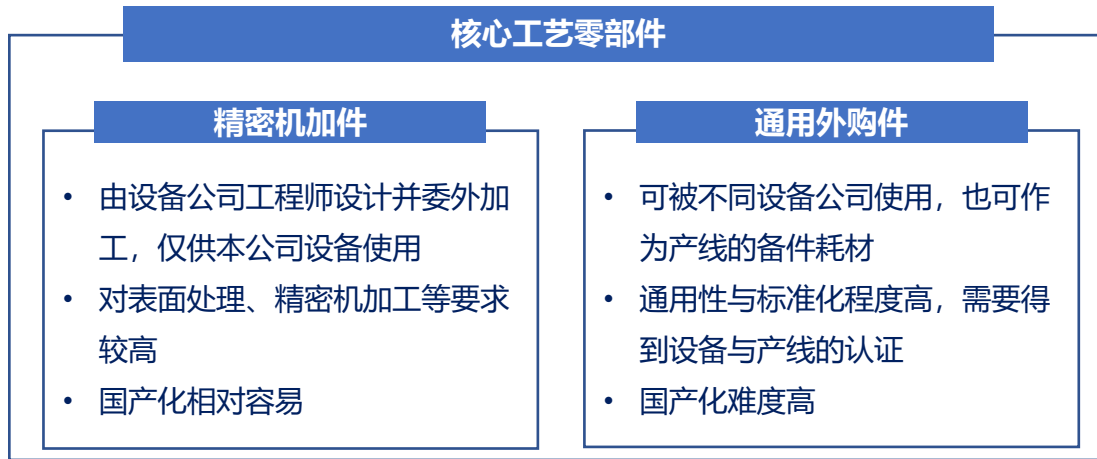 核心工艺零部件
精密机加件
• 由设备公司工程师设计并委外加
工，仅供本公司设备使用
• 对表面处理、精密机加工等要求
较高
• 国产化相对容易
通用外购件
• 可被不同设备公司使用，也可作
为产线的备件耗材
• 通用性与标准化程度高，需要得
到设备与产线的认证
• 国产化难度高